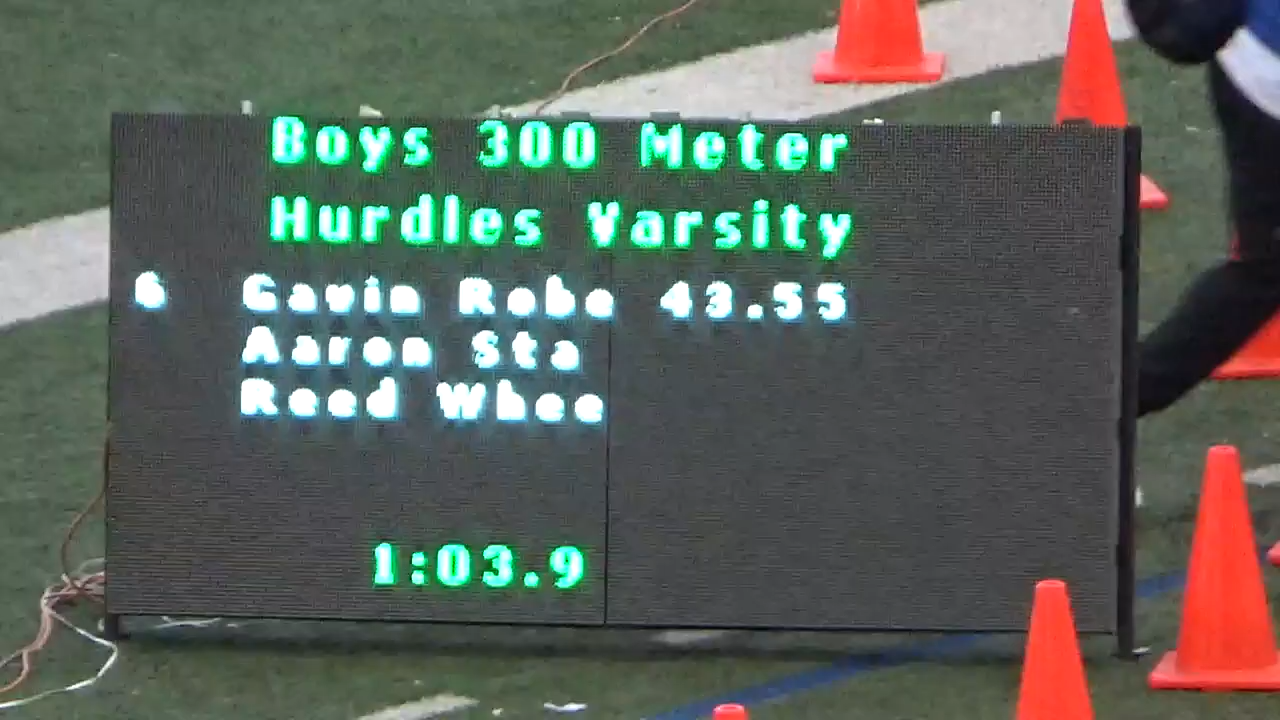 Boys 300 Meter
Hurdles Varsity
6 Gavin Robe 43.55
Aaron Sta
Reed Whee
1:03.9